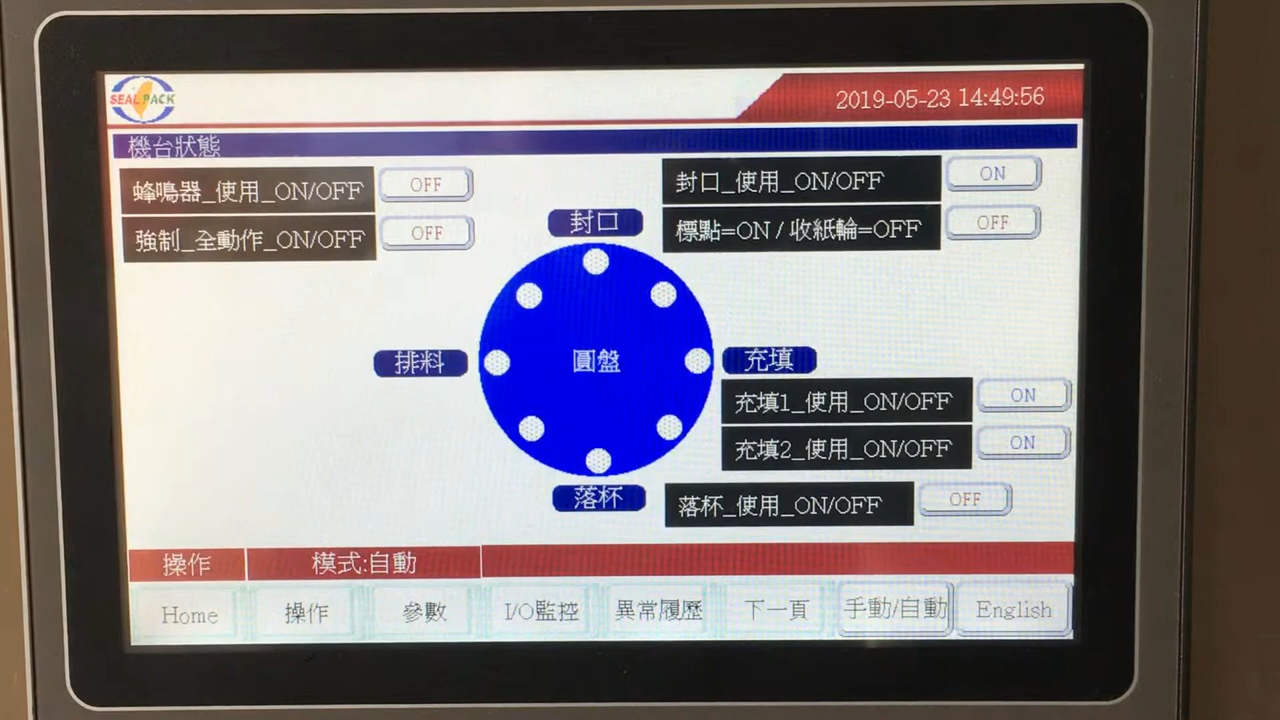 SEAL PACK
2019-05-23 14:49:56
機台狀態
蜂鳴器_使用_ON/OFF
OFF
強制_全動作_ON/OFF
OFF
封口_使用_ON/OFF
ON
標點=ON / 收紙輪=OFF
OFF
封口
排料
圓盤
充填
充填1_使用_ON/OFF
ON
充填2_使用_ON/OFF
ON
落杯
落杯_使用_ON/OFF
OFF
操作
模式:自動
Home
操作
參數
I/O監控
異常履歷
下一頁
手動/自動
English